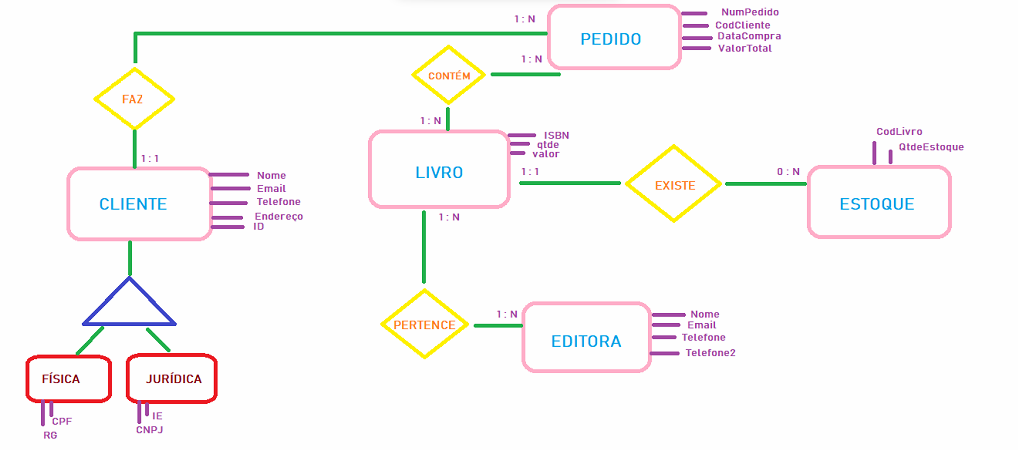 1 : N
PEDIDO
NumPedido
CodCliente
DataCompra
ValorTotal
1 : N
CONTÉM
FAZ
1 : N
1 : 1
LIVRO
ISBN
qtde
valor
1 : 1
EXISTE
0 : N
CodLivro
QtdeEstoque
ESTOQUE
CLIENTE
Nome
Email
Telefone
Endereço
ID
1 : N
PERTENCE
1 : N
EDITORA
Nome
Email
Telefone
Telefone2
FÍSICA
JURÍDICA
CPF
RG
IE
CNPJ